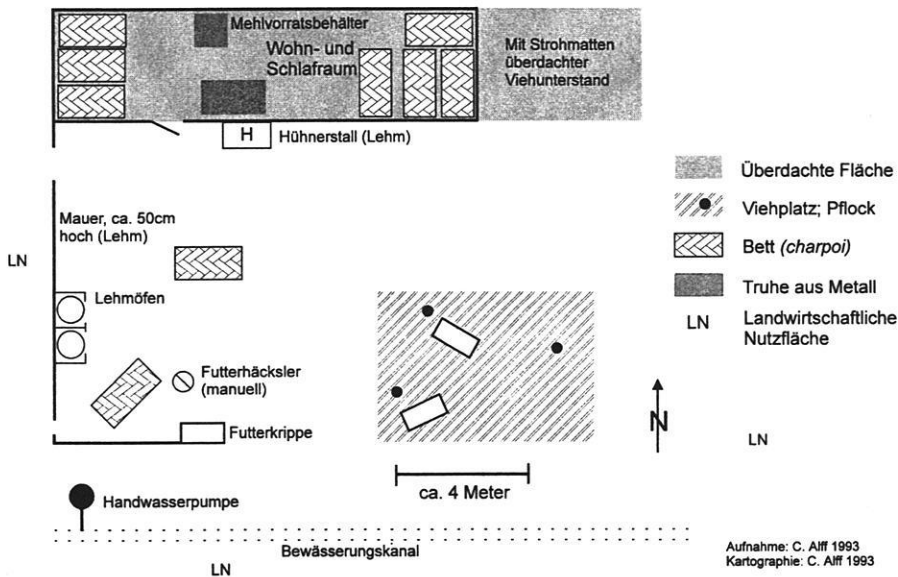 Mehlvorratsbehälter
Wohn- und
Schlafraum
Mit Strohmatten
überdachter
Viehunterstand
H
Hühnerstall (Lehm)
Überdachte Fläche
Viehplatz; Pflock
Bett (charpoi)
Truhe aus Metall
LN
Landwirtschaftliche
Nutzfläche
Mauer, ca. 50cm
hoch (Lehm)
LN
Lehmöfen
Futterhäcksler
(manuell)
Futterkrippe
N
LN
ca. 4 Meter
Handwasserpumpe
Bewässerungskanal
LN
Aufnahme: C. Alff 1993
Kartographie: C. Alff 1993